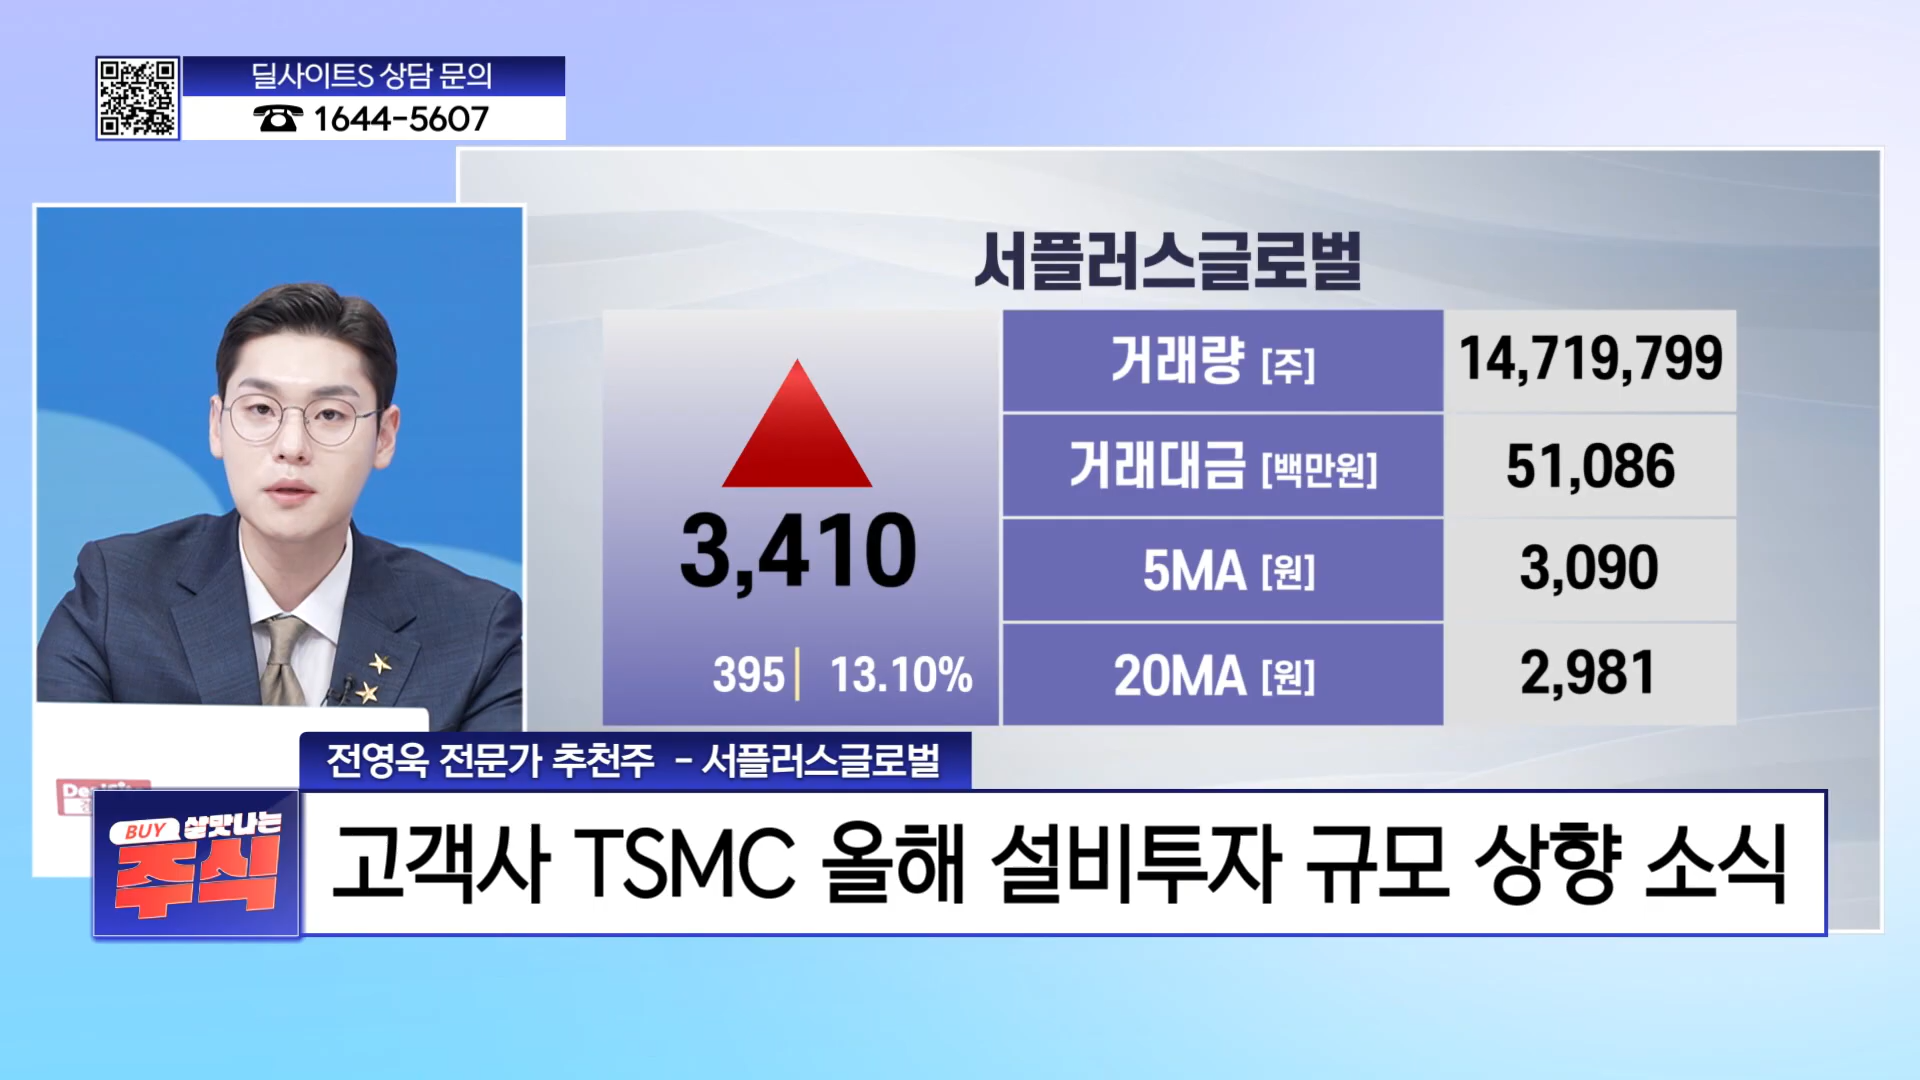 딜사이트S 상담 문의
☎ 1644-5607
서플러스글로벌
3,410
395 | 13.10%
거래량 [주] 14,719,799
거래대금 [백만원] 51,086
5MA [원] 3,090
20MA [원] 2,981
전영욱 전문가 추천주 - 서플러스글로벌
BUY 살맛나는
주식
고객사 TSMC 올해 설비투자 규모 상향 소식